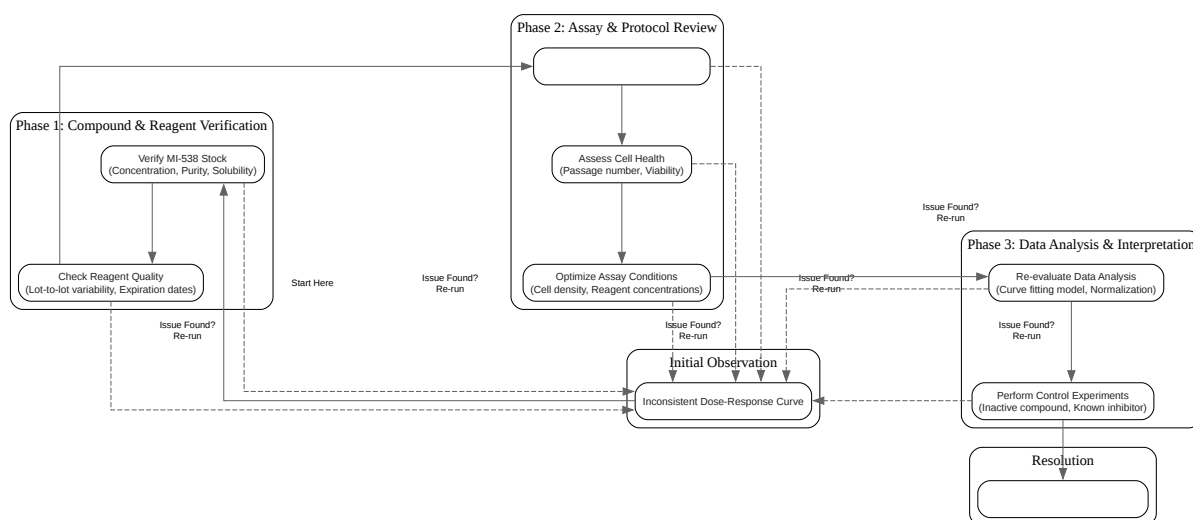 Phase 2: Assay & Protocol Review
Phase 1: Compound & Reagent Verification
Verify MI-538 Stock
(Concentration, Purity, Solubility)
Assess Cell Health
(Passage number, Viability)
Issue Found?
Re-run
Phase 3: Data Analysis & Interpretation
Check Reagent Quality
(Lot-to-lot variability, Expiration dates)
Start Here
Issue Found?
Re-run
Optimize Assay Conditions
(Cell density, Reagent concentrations)
Issue Found?
Re-run
Re-evaluate Data Analysis
(Curve fitting model, Normalization)
Issue Found?
Re-run
Issue Found?
Re-run
Issue Found?
Re-run
Initial Observation
Inconsistent Dose-Response Curve
Perform Control Experiments
(Inactive compound, Known inhibitor)
Resolution